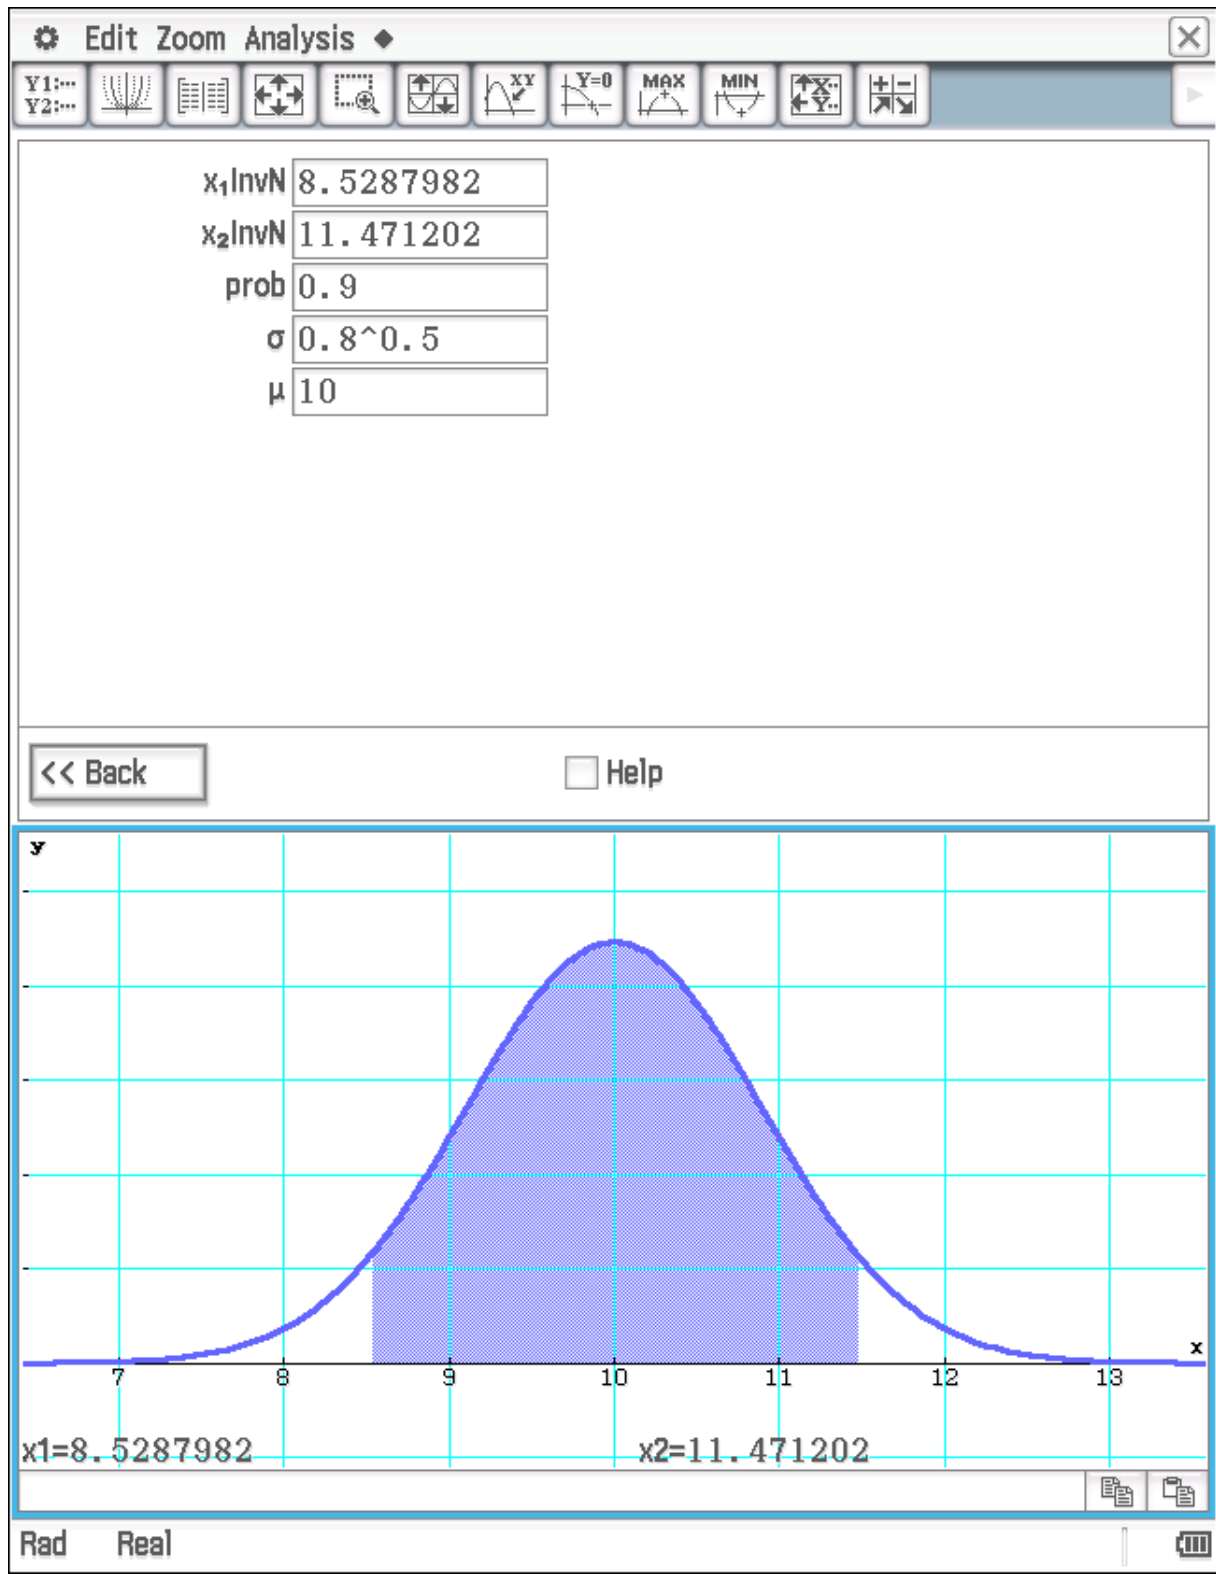 Edit Zoom Analysis ◆
Y1:… Y2:… XY Y=0 MAX MIN X.. Y.. + −
x₁InvN 8.5287982
x₂InvN 11.471202
prob 0.9
σ 0.8^0.5
μ 10
<< Back Help
y
x
7 8 9 10 11 12 13
x1=8.5287982 x2=11.471202
Rad Real